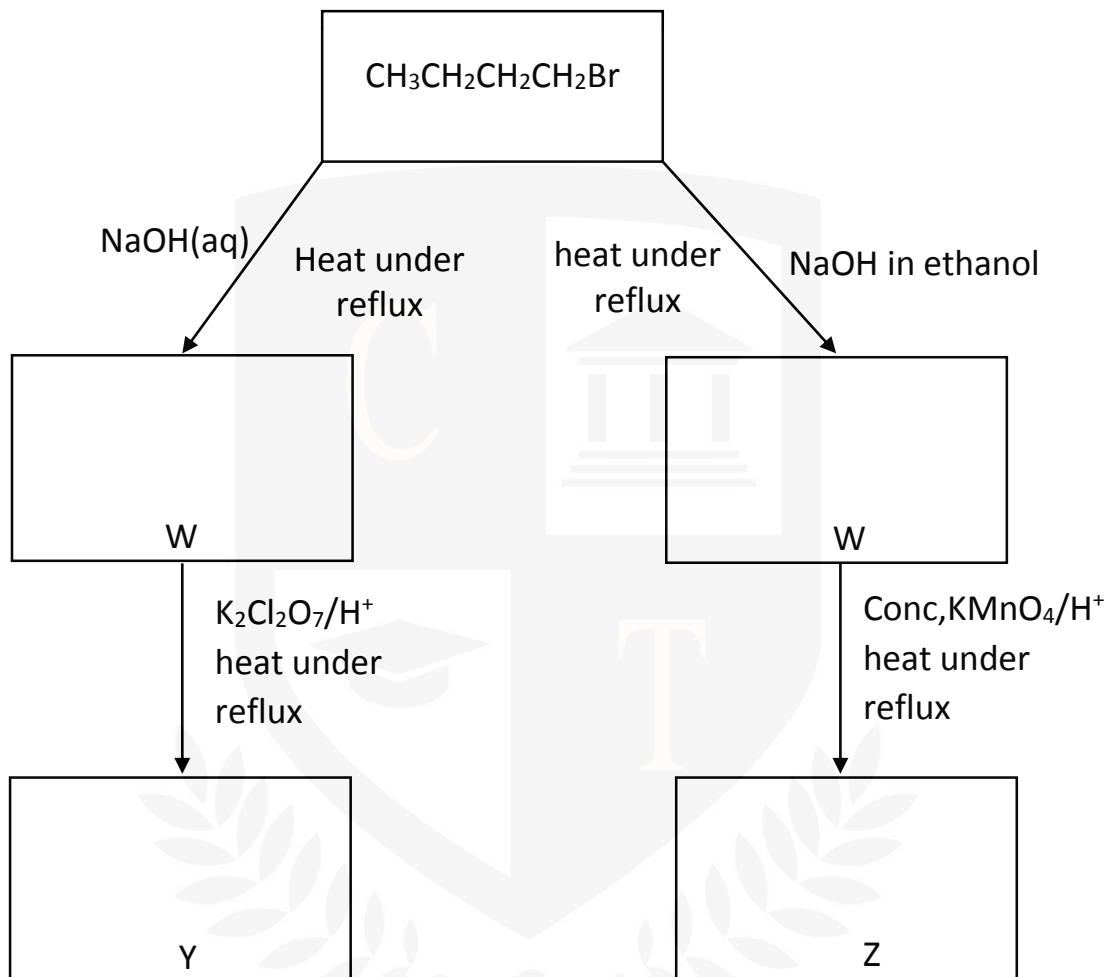 CH₃CH₂CH₂CH₂Br
NaOH(aq)
Heat under
reflux
heat under
reflux
NaOH in ethanol
W
W
K₂Cl₂O₇/H⁺
heat under
reflux
Conc,KMnO₄/H⁺
heat under
reflux
Y
Z
C
T